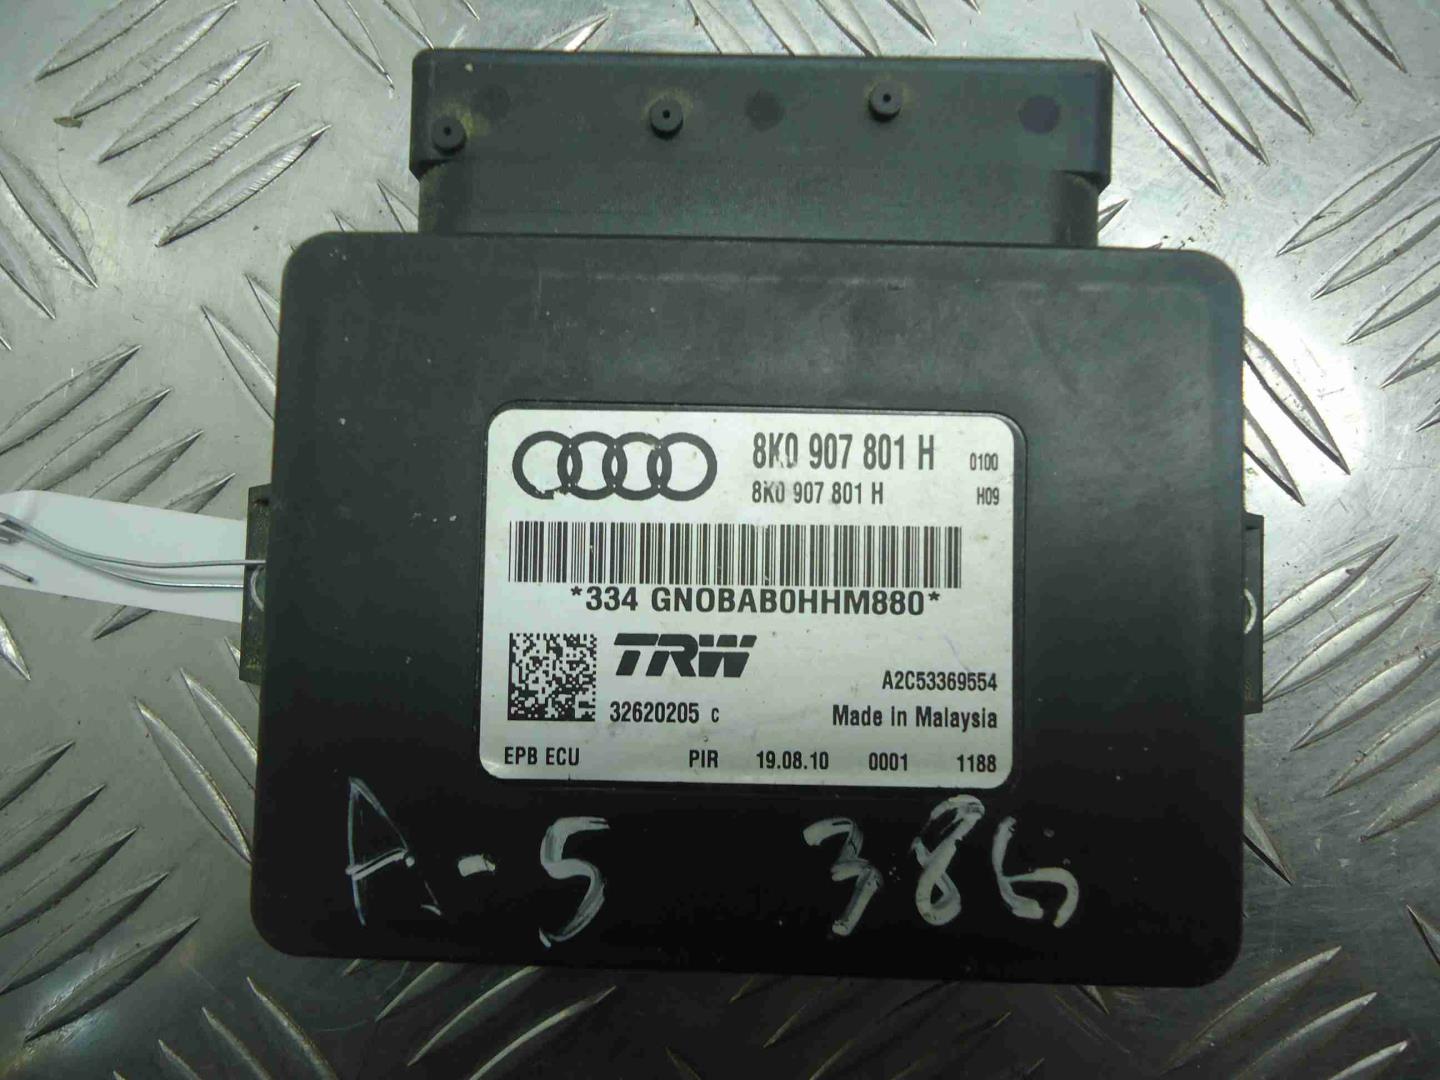 8K0 907 801 H 0100
8K0 907 801 H H09
*334 GN0BAB0HHM880*
TRW
A2C53369554
32620205 c Made in Malaysia
EPB ECU PIR 19.08.10 0001 1188
A-5 386